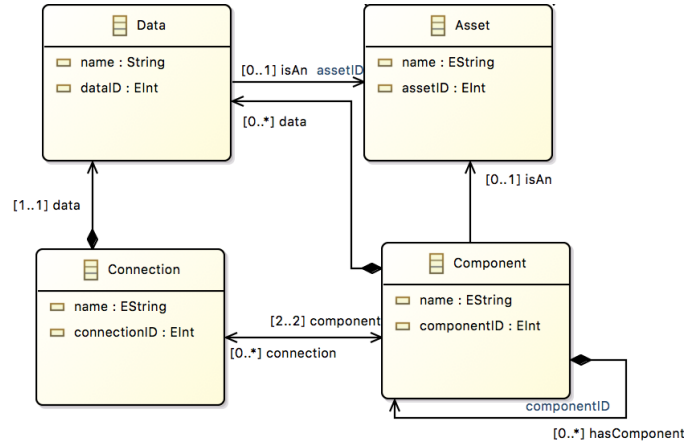 Data
name : String
dataID : EInt
Asset
name : EString
assetID : EInt
[0..1] isAn assetID
[0..*] data
[0..1] isAn
[1..1] data
Connection
name : EString
connectionID : EInt
Component
name : EString
componentID : EInt
[2..2] component
[0..*] connection
componentID
[0..*] hasComponent